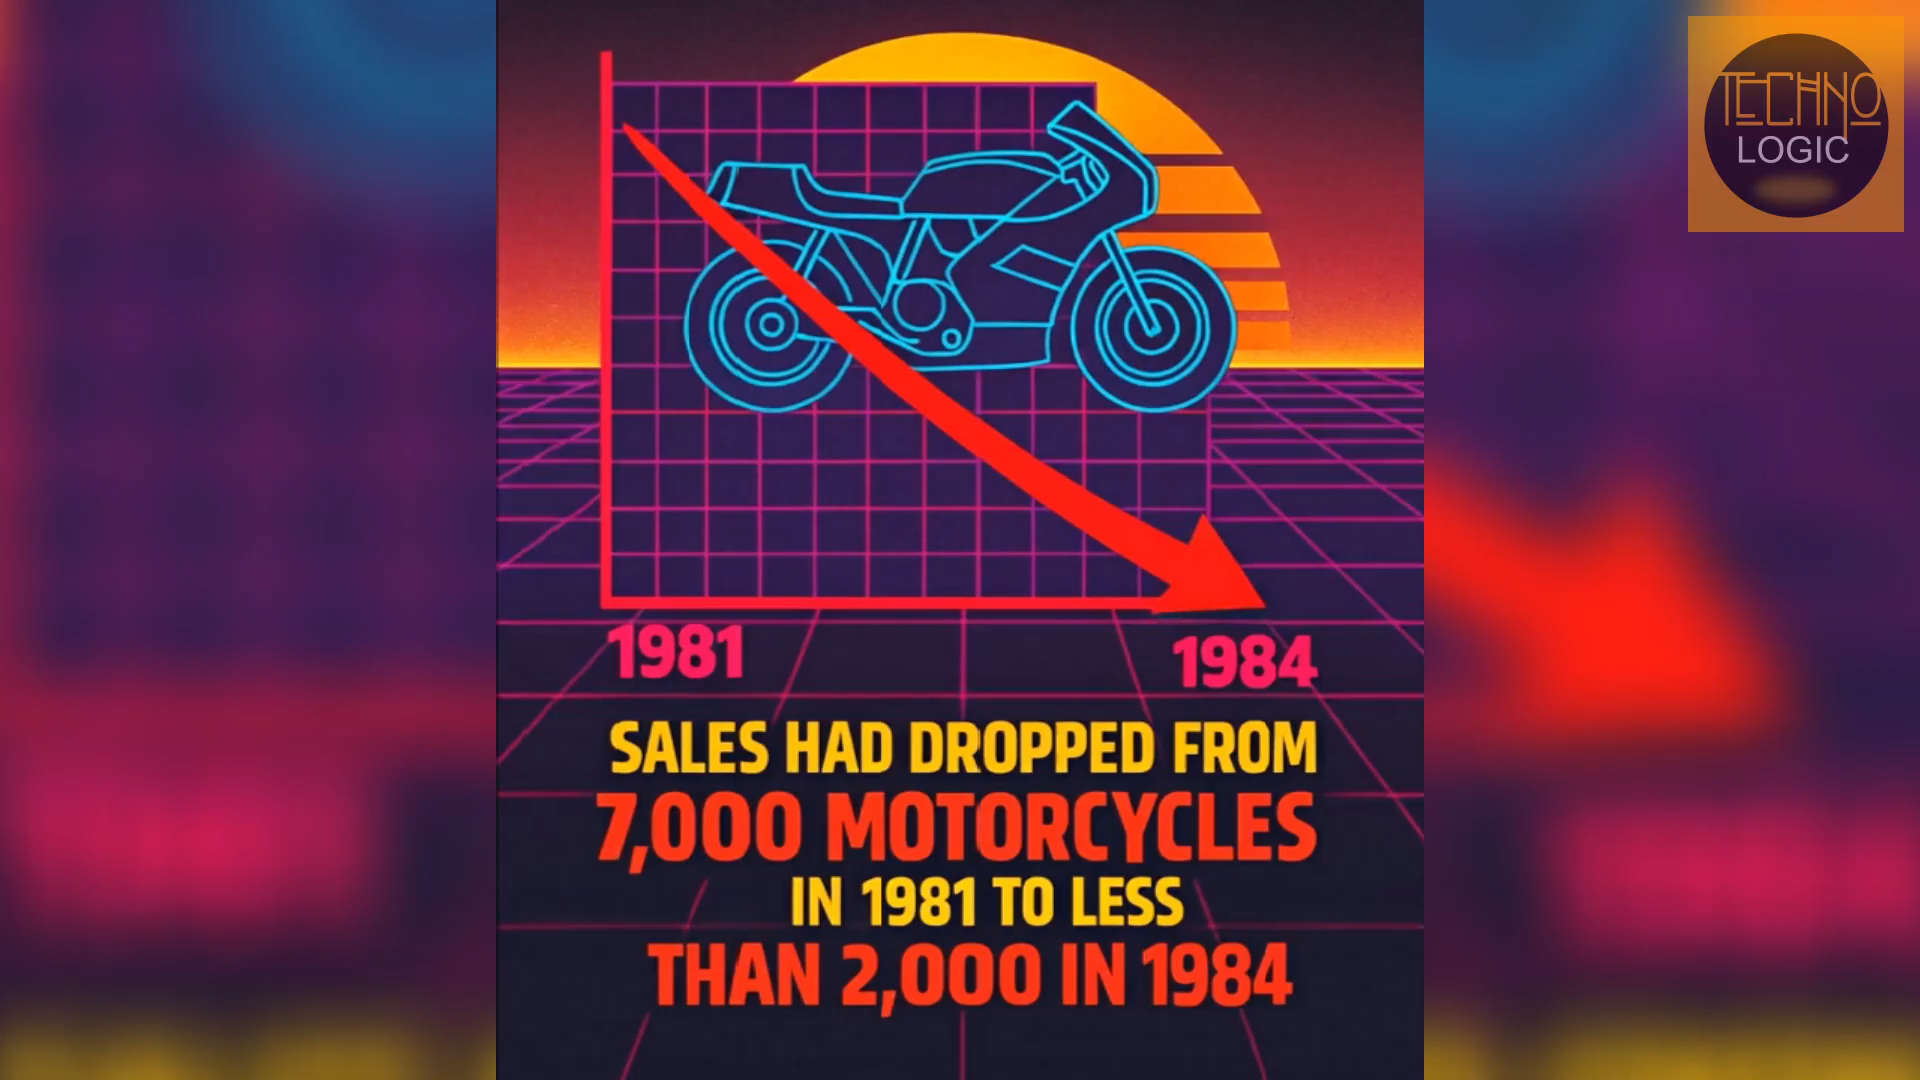 TECHNO
LOGIC
1981
1984
SALES HAD DROPPED FROM
7,000 MOTORCYCLES
IN 1981 TO LESS
THAN 2,000 IN 1984